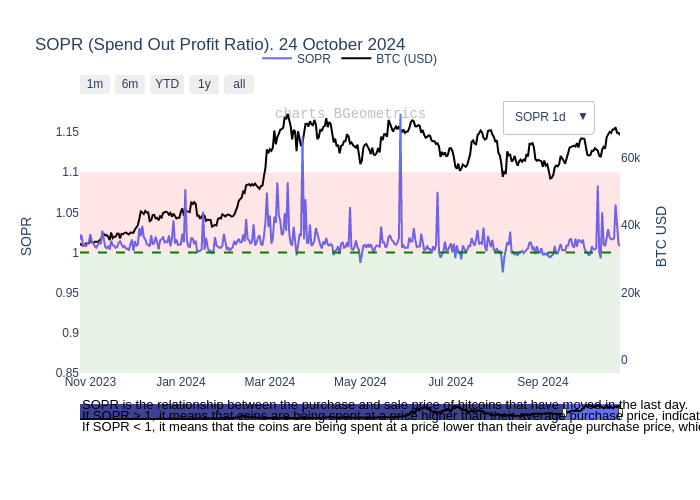 SOPR (Spend Out Profit Ratio). 24 October 2024
SOPR BTC (USD)
1m 6m YTD 1y all
charts BGeometrics
SOPR 1d ▼
1.15
1.1
1.05
1
0.95
0.9
0.85
SOPR
60k
40k
20k
0
BTC USD
Nov 2023 Jan 2024 Mar 2024 May 2024 Jul 2024 Sep 2024
SOPR is the relationship between the purchase and sale price of bitcoins that have moved in the last day.
If SOPR > 1, it means that coins are being spent at a price higher than their average purchase price, indicat
If SOPR < 1, it means that the coins are being spent at a price lower than their average purchase price, whic